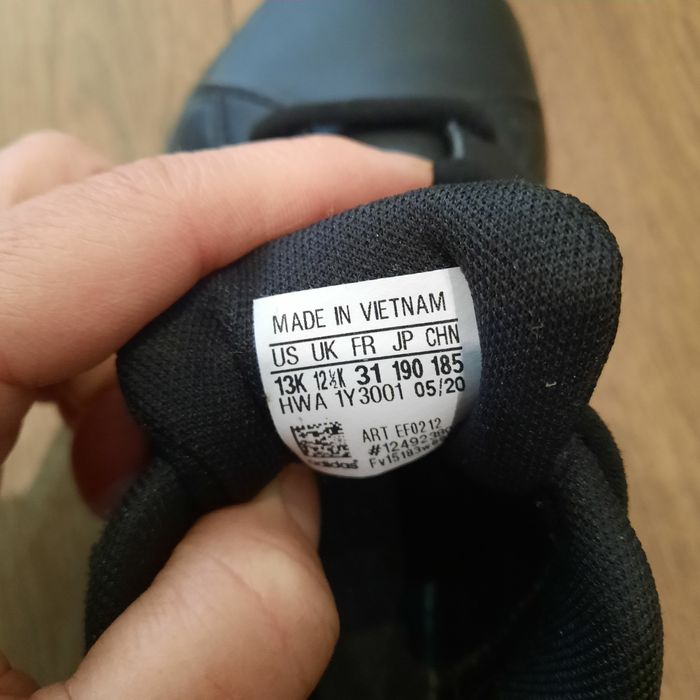 MADE IN VIETNAM
US UK FR JP CHN
13K 12½K 31 190 185
HWA 1Y3001 05/20
ART EF0212
adidas